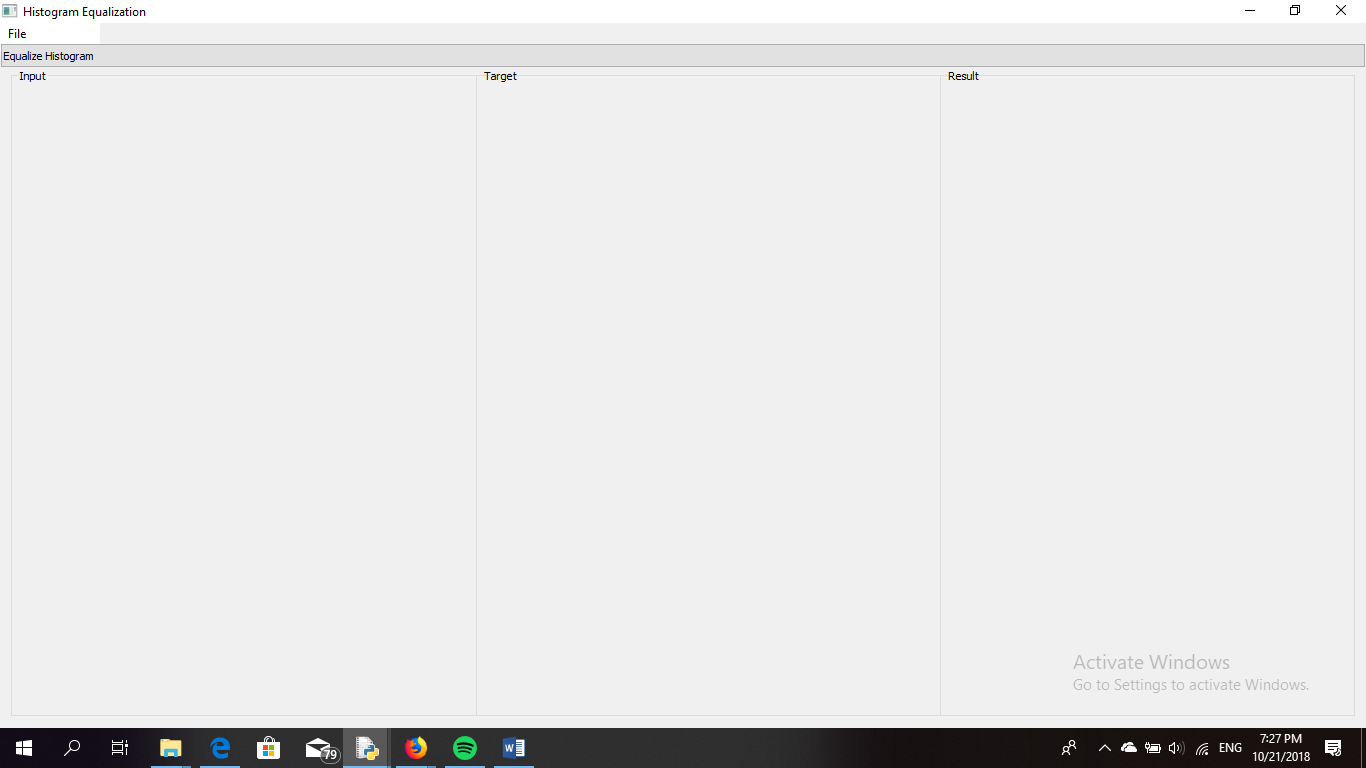 Histogram Equalization
File
Equalize Histogram
Input
Target
Result
Activate Windows
Go to Settings to activate Windows.
79
ENG
7:27 PM
10/21/2018